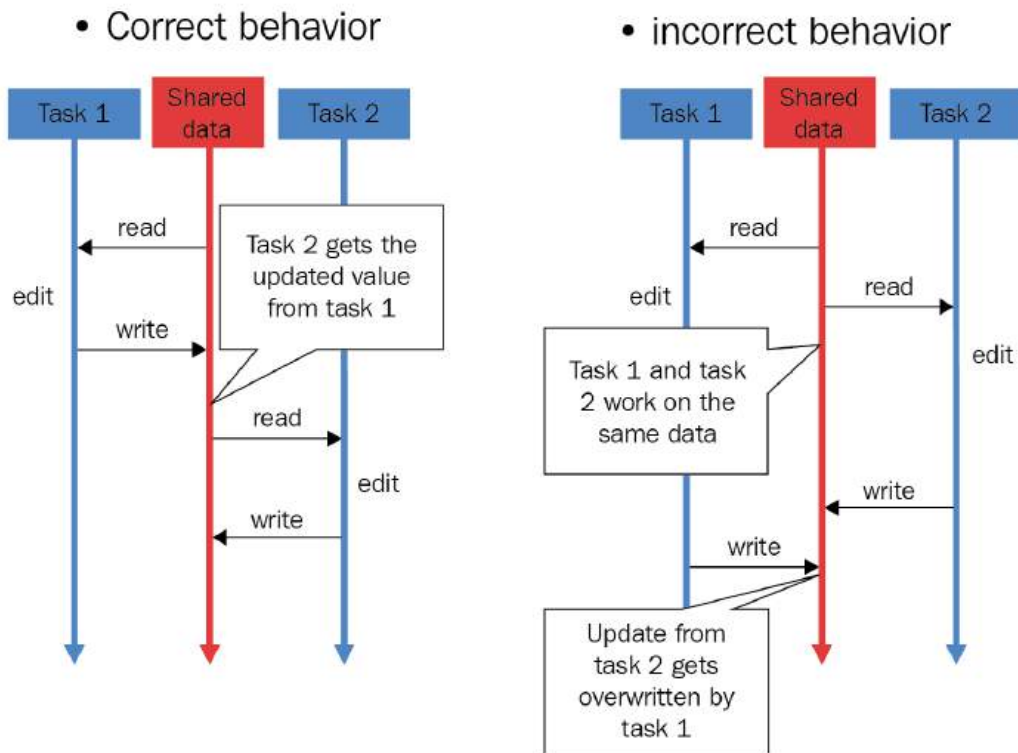 • Correct behavior
Task 1
Shared
data
Task 2
read
Task 2 gets the
updated value
from task 1
edit
write
read
edit
write
• incorrect behavior
Task 1
Shared
data
Task 2
read
read
edit
edit
Task 1 and task
2 work on the
same data
write
write
Update from
task 2 gets
overwritten by
task 1